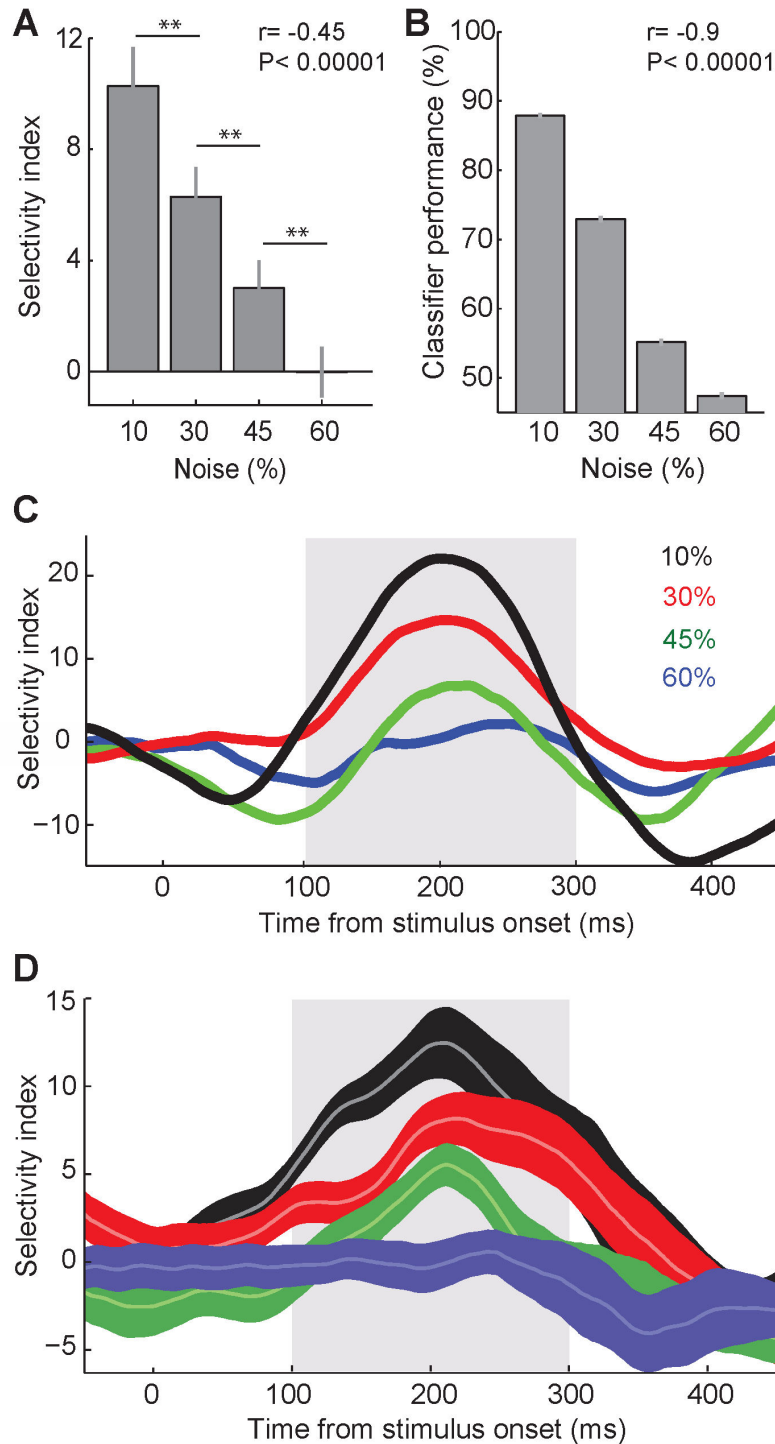 A
r= -0.45
P< 0.00001
**
**
**
12
8
4
0
Selectivity index
10 30 45 60
Noise (%)
B
r= -0.9
P< 0.00001
100
90
80
70
60
50
Classifier performance (%)
10 30 45 60
Noise (%)
C
20
10
0
−10
Selectivity index
10%
30%
45%
60%
0 100 200 300 400
Time from stimulus onset (ms)
D
15
10
5
0
−5
Selectivity index
0 100 200 300 400
Time from stimulus onset (ms)